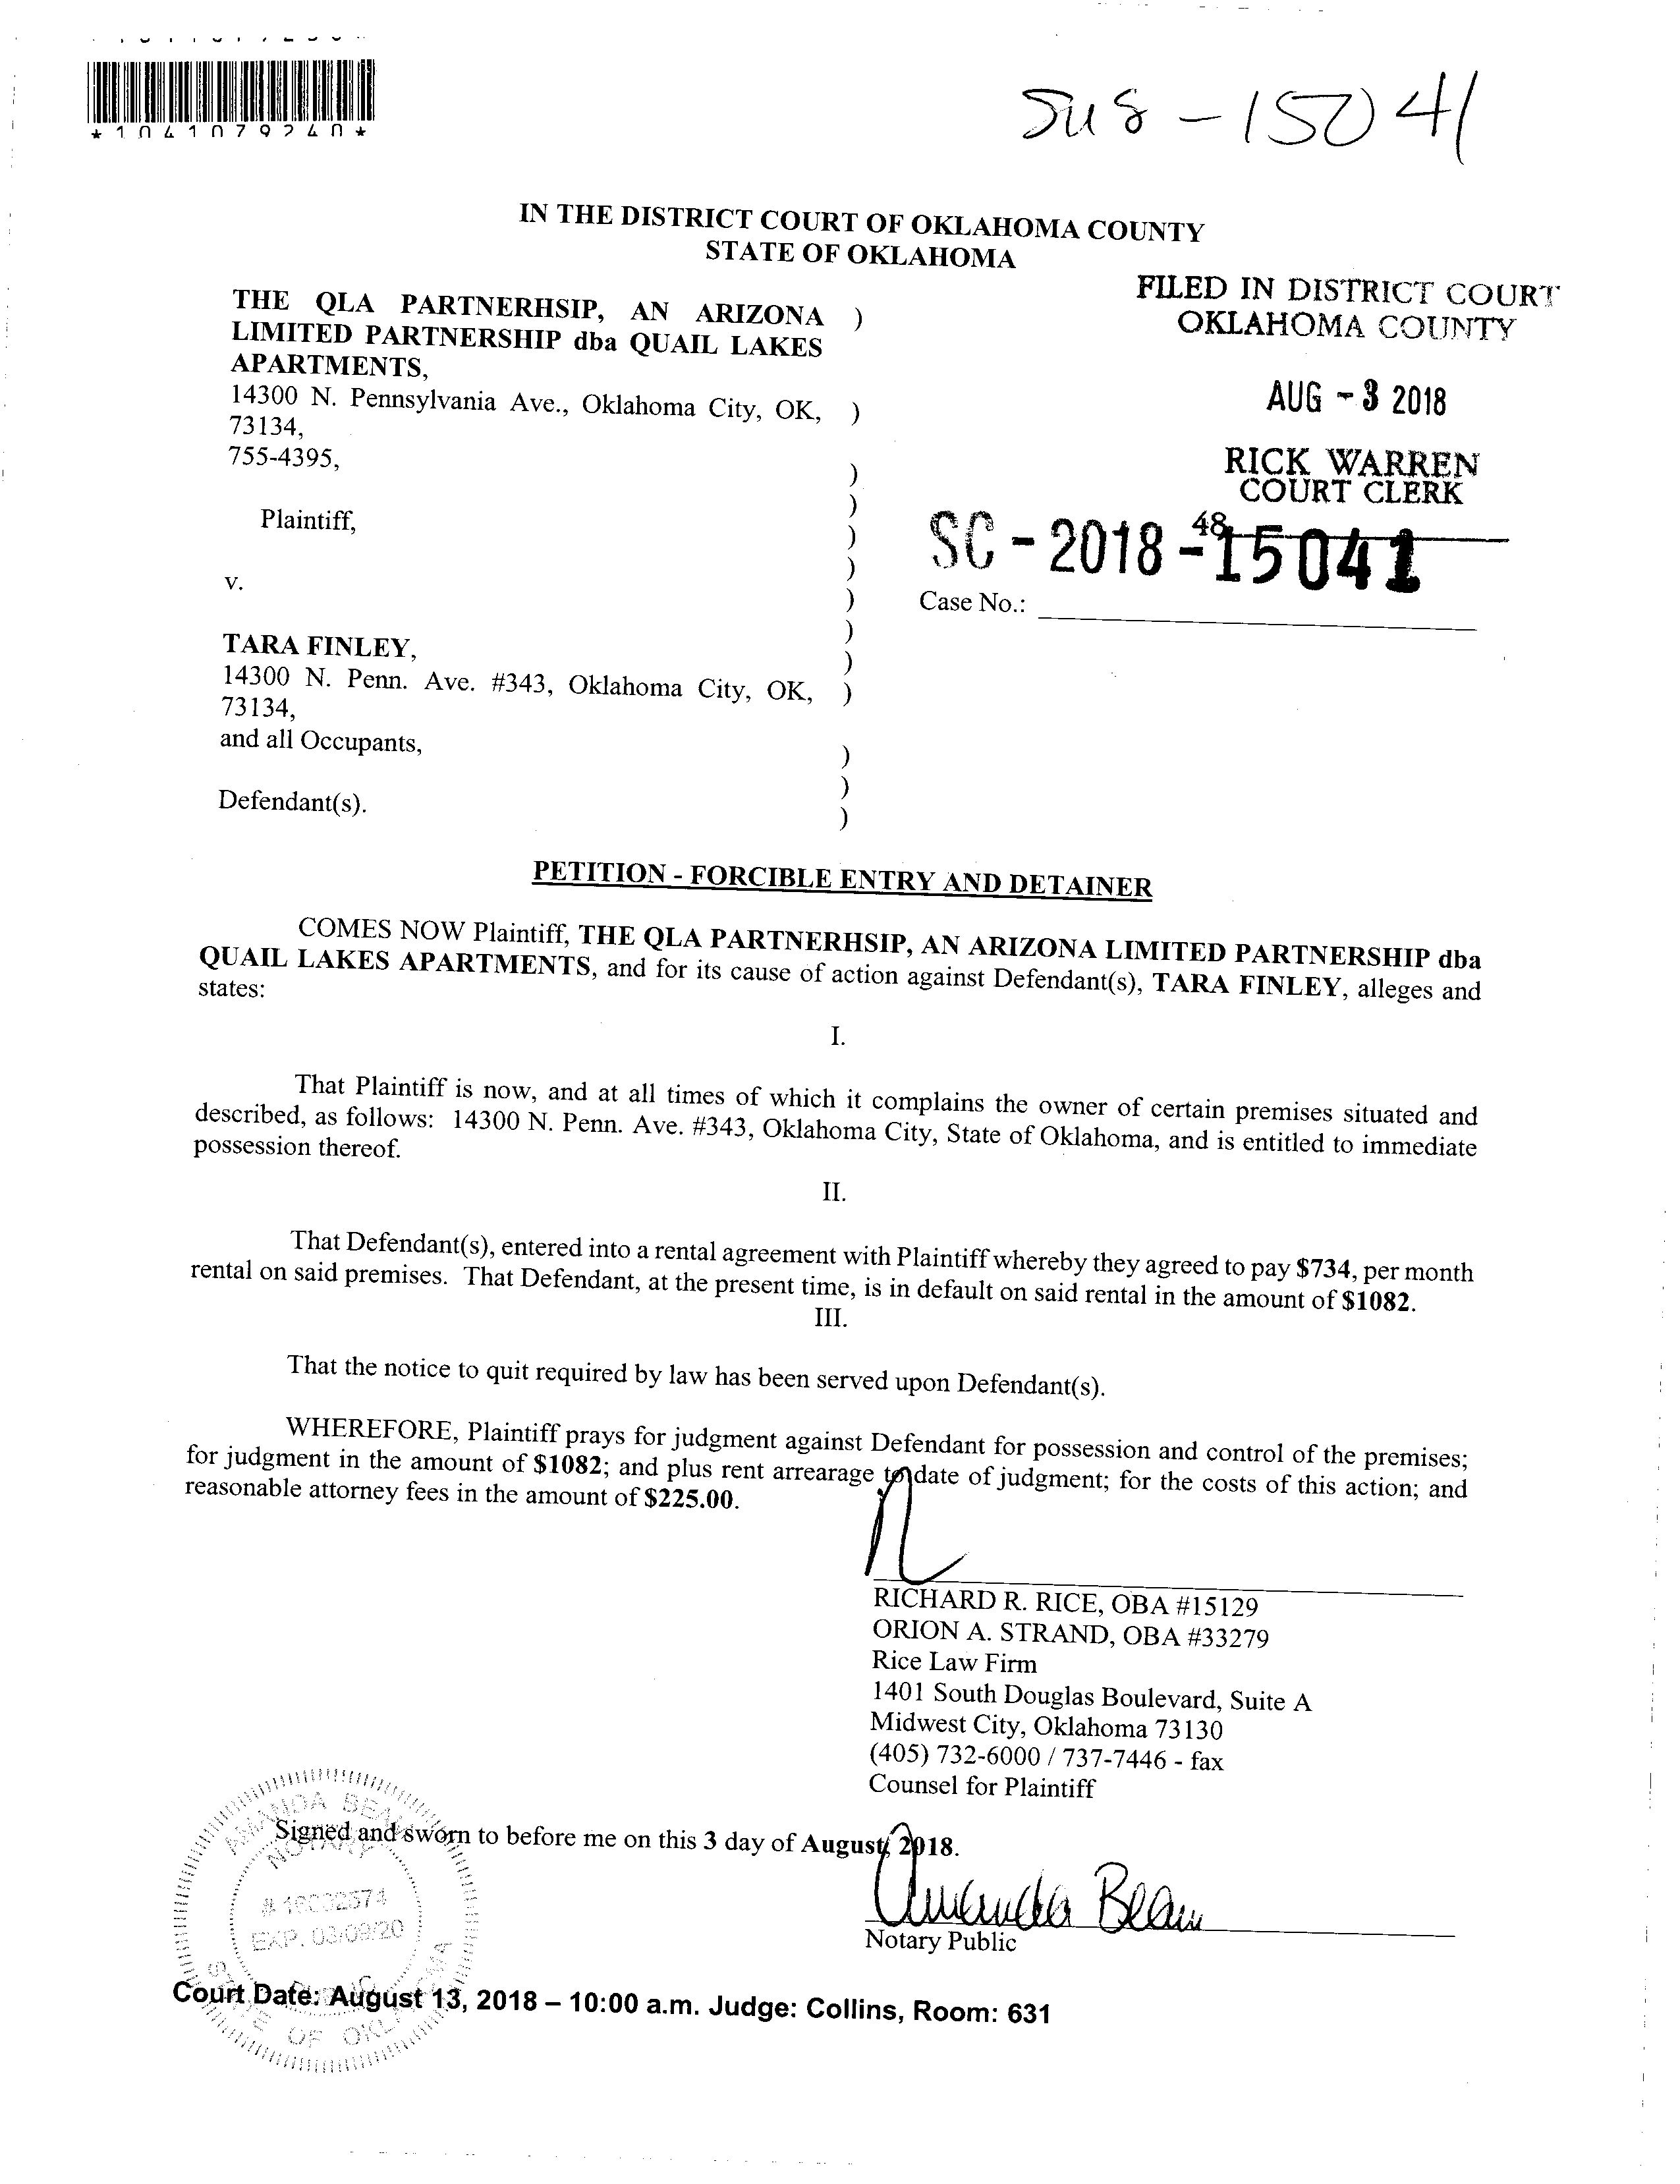 *1041079240*
SC-2018-15041
IN THE DISTRICT COURT OF OKLAHOMA COUNTY
STATE OF OKLAHOMA
FILED IN DISTRICT COURT
OKLAHOMA COUNTY
AUG - 3 2018
RICK WARREN
COURT CLERK
48
SC - 2018 - 15041
Case No.:
THE QLA PARTNERHSIP, AN ARIZONA )
LIMITED PARTNERSHIP dba QUAIL LAKES
APARTMENTS,
14300 N. Pennsylvania Ave., Oklahoma City, OK, )
73134,
755-4395, )
)
Plaintiff, )
)
v. )
)
TARA FINLEY, )
14300 N. Penn. Ave. #343, Oklahoma City, OK, )
73134,
and all Occupants, )
)
Defendant(s). )
PETITION - FORCIBLE ENTRY AND DETAINER
COMES NOW Plaintiff, THE QLA PARTNERHSIP, AN ARIZONA LIMITED PARTNERSHIP dba
QUAIL LAKES APARTMENTS, and for its cause of action against Defendant(s), TARA FINLEY, alleges and
states:
I.
That Plaintiff is now, and at all times of which it complains the owner of certain premises situated and
described, as follows: 14300 N. Penn. Ave. #343, Oklahoma City, State of Oklahoma, and is entitled to immediate
possession thereof.
II.
That Defendant(s), entered into a rental agreement with Plaintiff whereby they agreed to pay $734, per month
rental on said premises. That Defendant, at the present time, is in default on said rental in the amount of $1082.
III.
That the notice to quit required by law has been served upon Defendant(s).
WHEREFORE, Plaintiff prays for judgment against Defendant for possession and control of the premises;
for judgment in the amount of $1082; and plus rent arrearage to date of judgment; for the costs of this action; and
reasonable attorney fees in the amount of $225.00.
RICHARD R. RICE, OBA #15129
ORION A. STRAND, OBA #33279
Rice Law Firm
1401 South Douglas Boulevard, Suite A
Midwest City, Oklahoma 73130
(405) 732-6000 / 737-7446 - fax
Counsel for Plaintiff
AMANDA BEAM
NOTARY
EXP. 03/09/20
STATE OF OKLAHOMA
Signed and sworn to before me on this 3 day of August, 2018.
Amanda Beam
Notary Public
Court Date: August 13, 2018 – 10:00 a.m. Judge: Collins, Room: 631